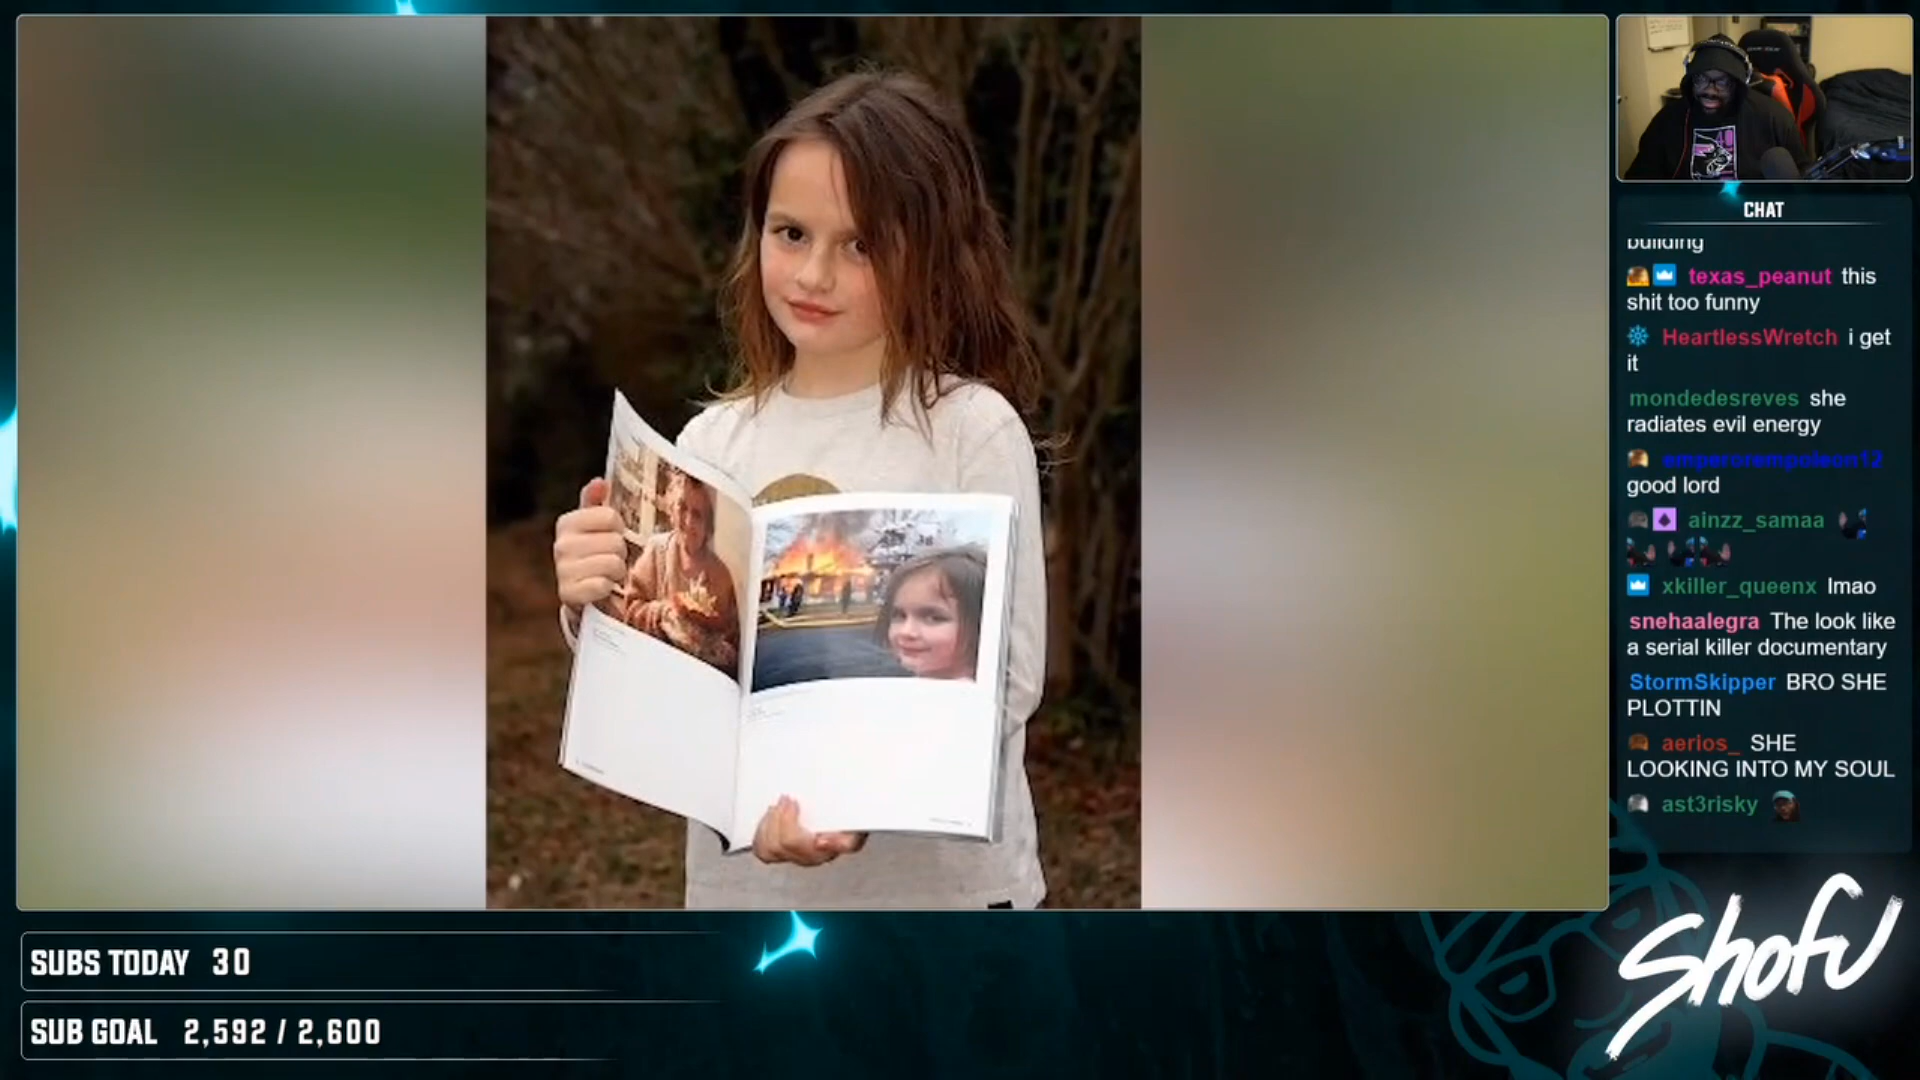 CHAT
building
texas_peanut this
shit too funny
HeartlessWretch i get
it
mondedesreves she
radiates evil energy
emperorempoleon12
good lord
ainzz_samaa
xkiller_queenx lmao
snehaalegra The look like
a serial killer documentary
StormSkipper BRO SHE
PLOTTIN
aerios_ SHE
LOOKING INTO MY SOUL
ast3risky
Shofu
SUBS TODAY 30
SUB GOAL 2,592 / 2,600